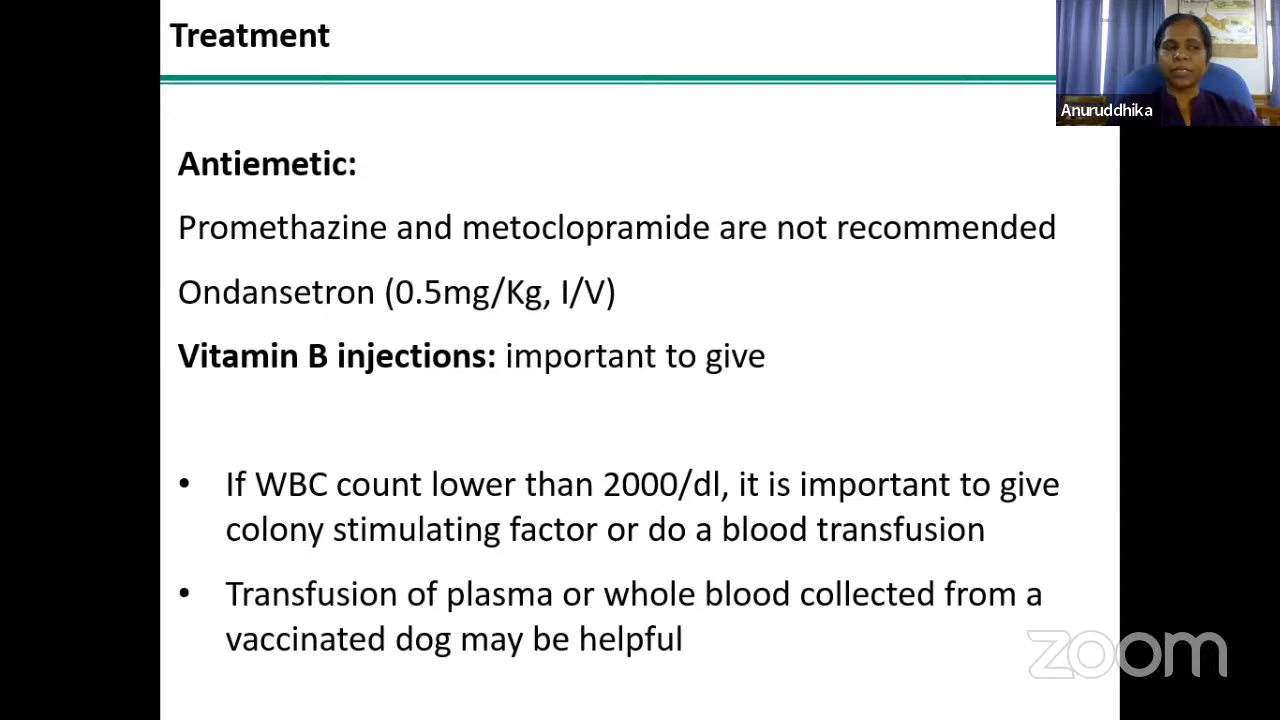 Treatment
Anuruddhika
Antiemetic:
Promethazine and metoclopramide are not recommended
Ondansetron (0.5mg/Kg, I/V)
Vitamin B injections: important to give
• If WBC count lower than 2000/dl, it is important to give
colony stimulating factor or do a blood transfusion
• Transfusion of plasma or whole blood collected from a
vaccinated dog may be helpful
zoom